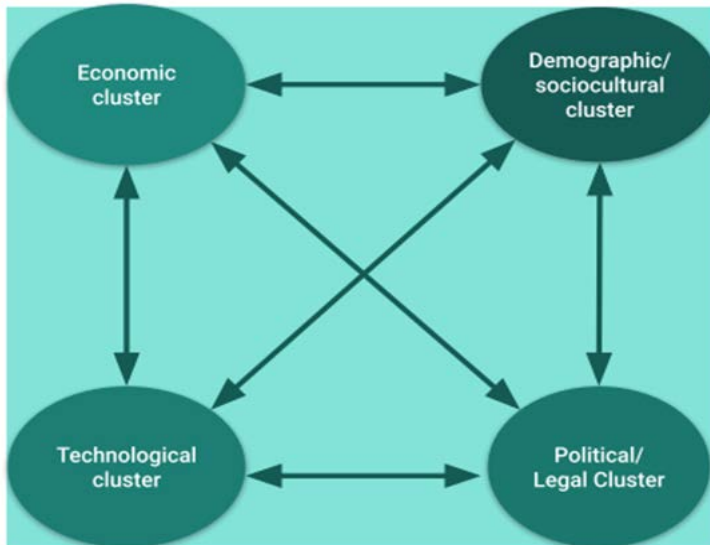 Economic
cluster
Demographic/
sociocultural
cluster
Technological
cluster
Political/
Legal Cluster